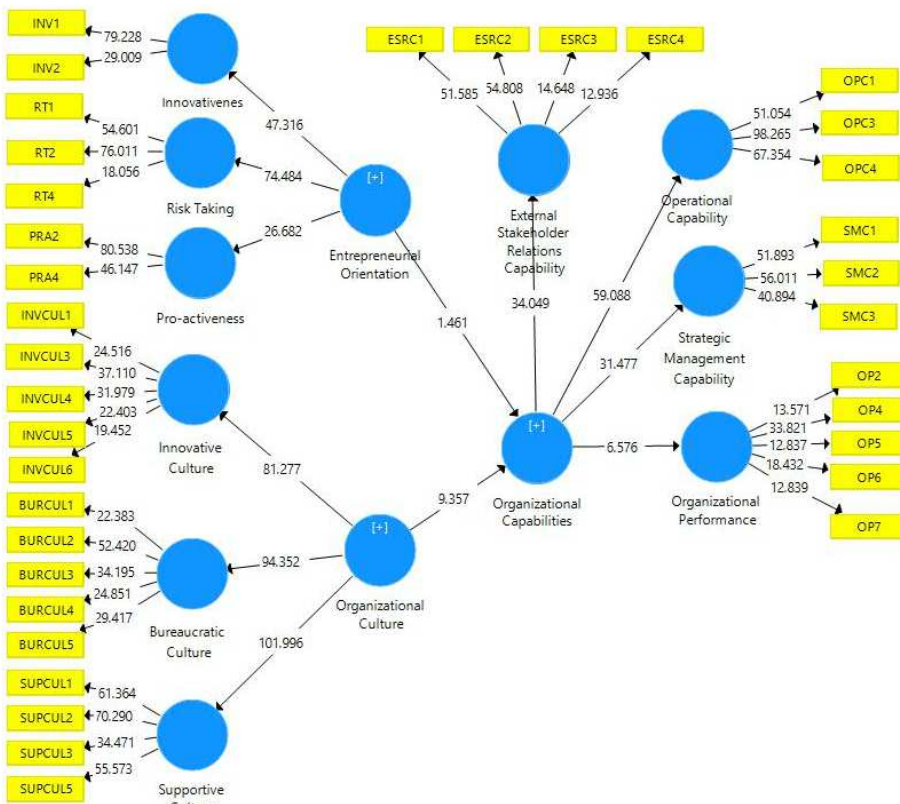 INV1
79.228
INV2
29.009
Innovativenes
RT1
54.601
RT2
76.011
RT4
18.056
Risk Taking
PRA2
80.538
PRA4
46.147
Pro-activeness
47.316
74.484
26.682
[+]
Entrepreneurial
Orientation
1.461
ESRC1
ESRC2
ESRC3
ESRC4
51.585
54.808
14.648
12.936
External
Stakeholder
Relations
Capability
34.049
OPC1
51.054
OPC3
98.265
OPC4
67.354
Operational
Capability
59.088
SMC1
51.893
SMC2
56.011
SMC3
40.894
Strategic
Management
Capability
31.477
INVCUL1
24.516
INVCUL3
37.110
INVCUL4
31.979
INVCUL5
22.403
INVCUL6
19.452
Innovative
Culture
81.277
[+]
Organizational
Capabilities
6.576
OP2
13.571
OP4
33.821
OP5
12.837
OP6
18.432
OP7
12.839
Organizational
Performance
BURCUL1
22.383
BURCUL2
52.420
BURCUL3
34.195
BURCUL4
24.851
BURCUL5
29.417
Bureaucratic
Culture
94.352
[+]
Organizational
Culture
9.357
101.996
SUPCUL1
61.364
SUPCUL2
70.290
SUPCUL3
34.471
SUPCUL5
55.573
Supportive